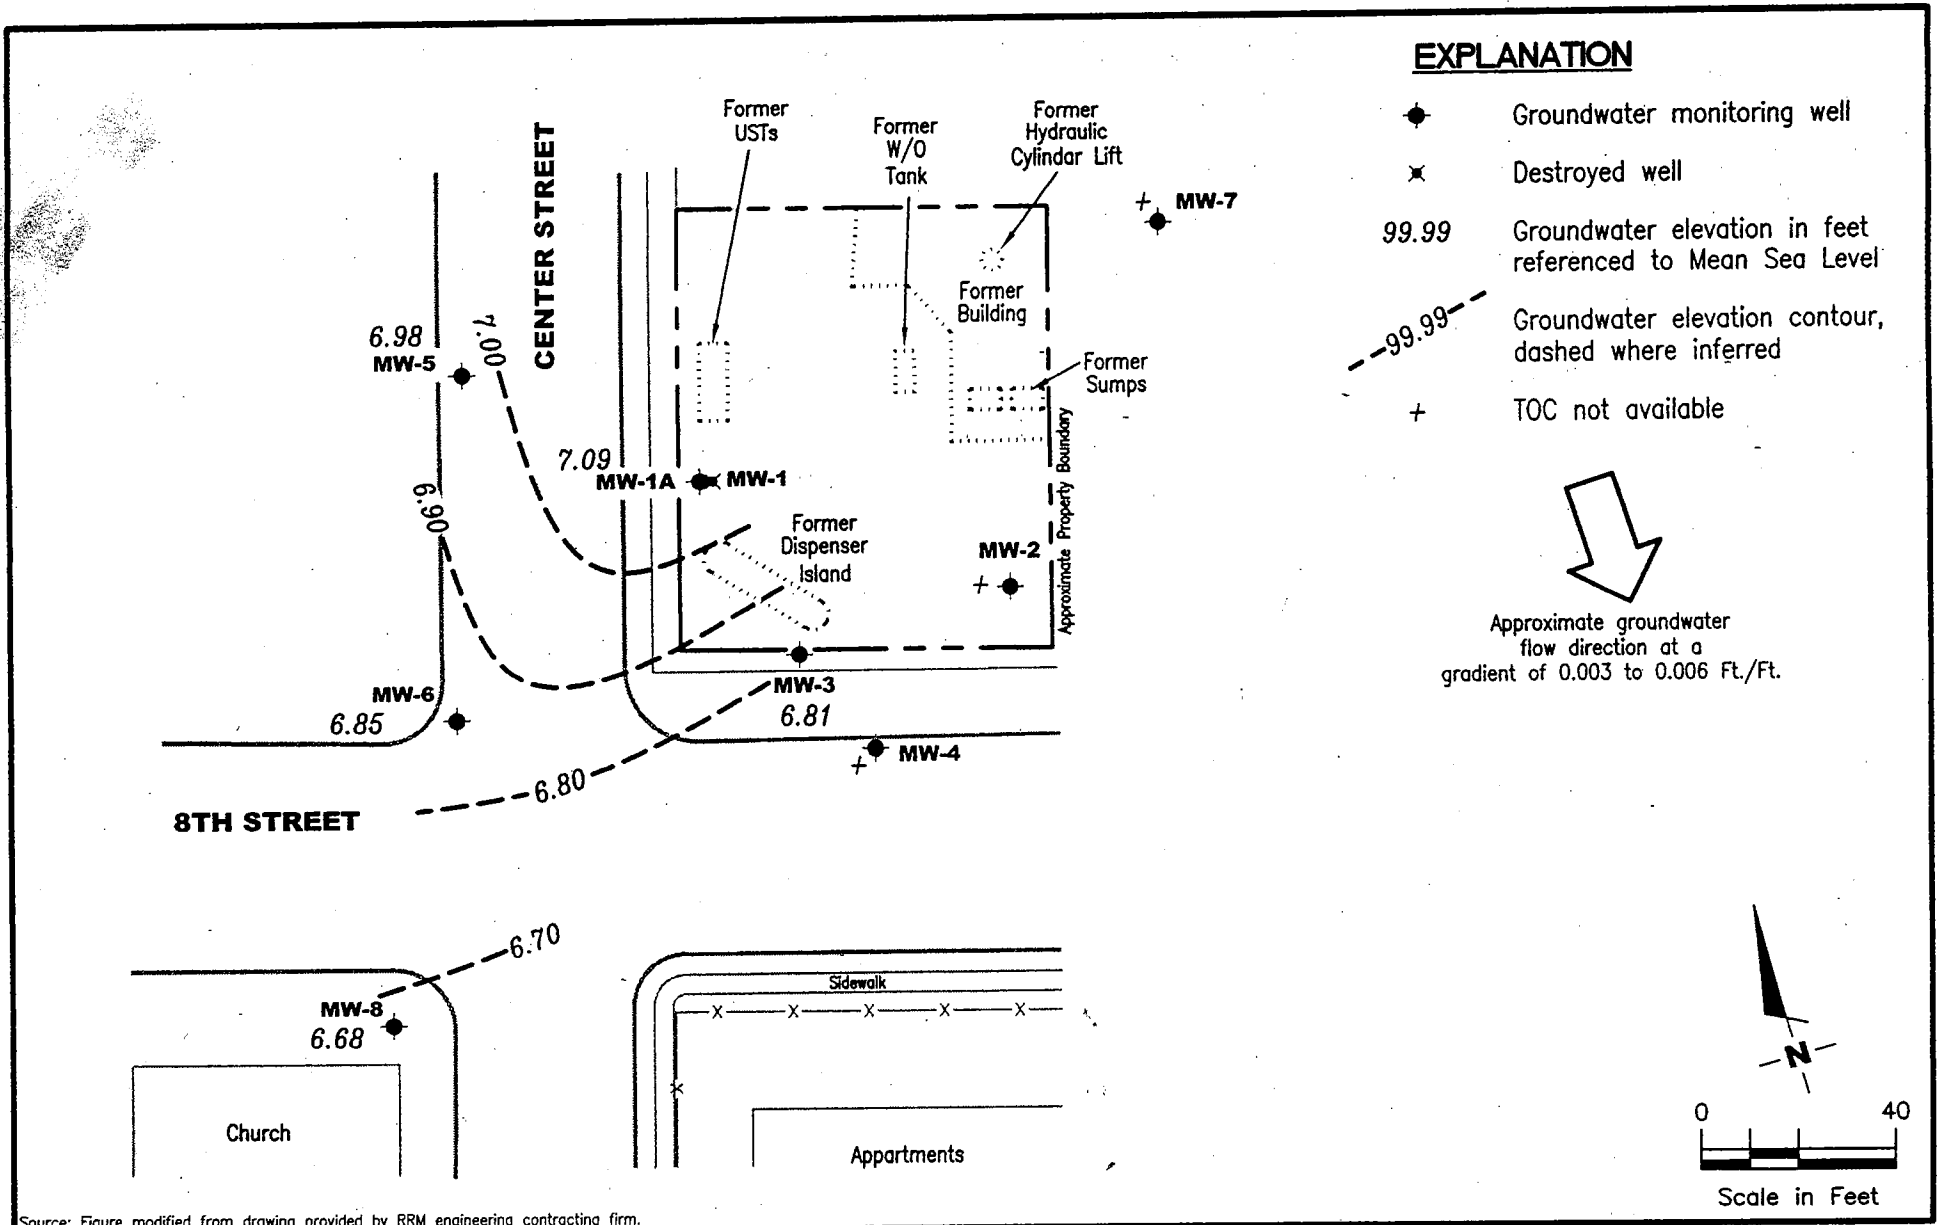 EXPLANATION
Groundwater monitoring well
Destroyed well
99.99
Groundwater elevation in feet
referenced to Mean Sea Level
99.99
Groundwater elevation contour,
dashed where inferred
+
TOC not available
Approximate groundwater
flow direction at a
gradient of 0.003 to 0.006 Ft./Ft.
Former
USTs
Former
W/O
Tank
Former
Hydraulic
Cylindar Lift
+
MW-7
CENTER STREET
Former
Building
6.98
MW-5
7.00
Former
Sumps
Approximate Property Boundary
7.09
MW-1A
MW-1
6.90
Former
Dispenser
Island
MW-2
+
MW-3
6.81
MW-6
6.85
MW-4
+
6.80
8TH STREET
6.70
MW-8
6.68
Sidewalk
X X X X X
X
Church
Appartments
N
0 40
Scale in Feet
Source: Figure modified from drawing provided by RRM engineering contracting firm.